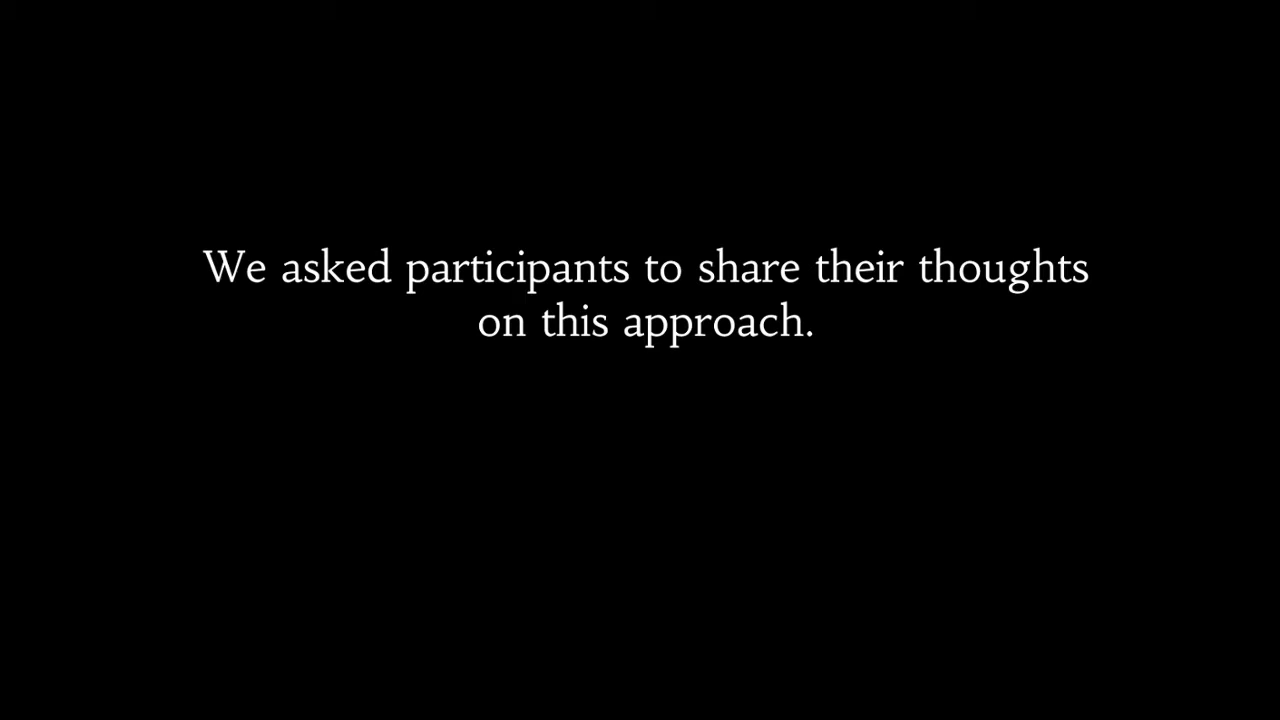 We asked participants to share their thoughts
on this approach.